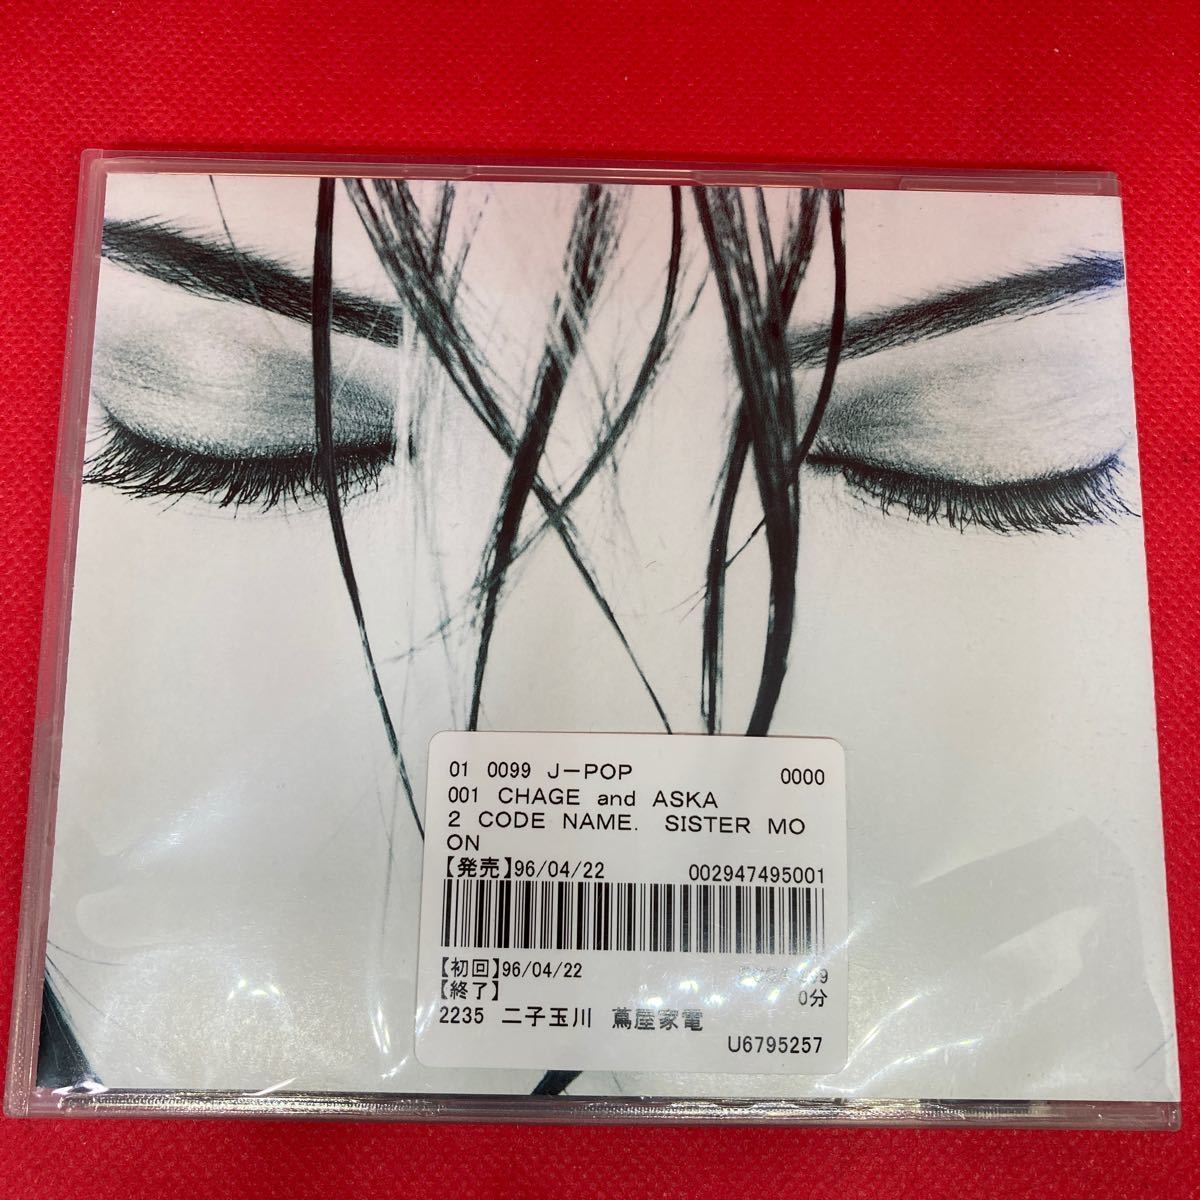 01 0099 J-POP 0000
001 CHAGE and ASKA
2 CODE NAME. SISTER MO
ON
【発売】96/04/22 002947495001
【初回】96/04/22
【終了】 0分
2235 二子玉川 蔦屋家電
U6795257